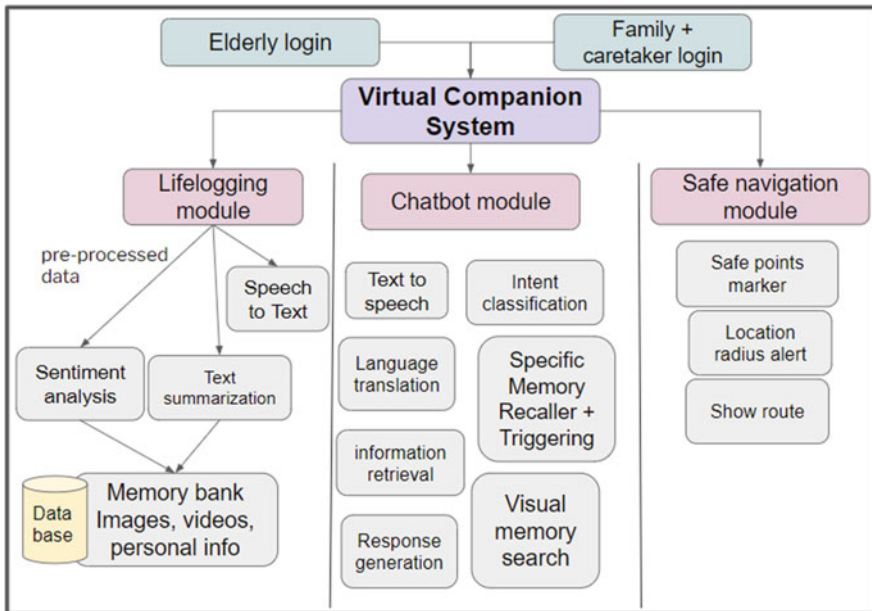 Elderly login
Family +
caretaker login
Virtual Companion
System
Lifelogging
module
Chatbot module
Safe navigation
module
pre-processed
data
Speech
to Text
Sentiment
analysis
Text
summarization
Data
base
Memory bank
Images, videos,
personal info
Text to
speech
Intent
classification
Language
translation
Specific
Memory
Recaller +
Triggering
information
retrieval
Visual
memory
search
Response
generation
Safe points
marker
Location
radius alert
Show route